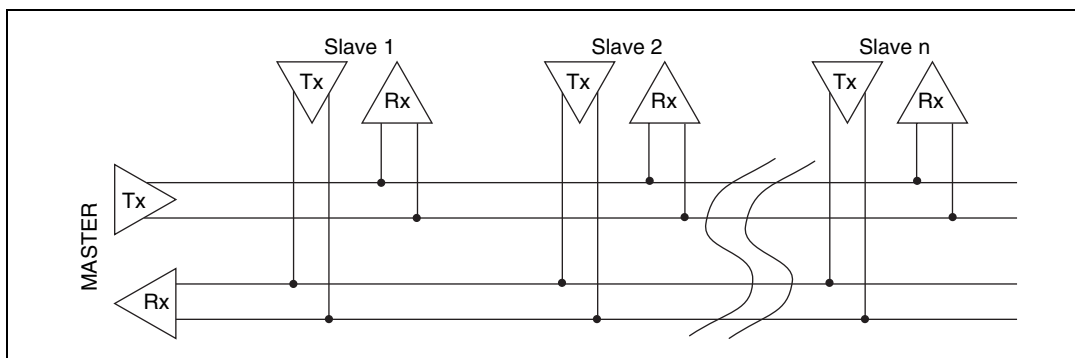 Slave 1
Slave 2
Slave n
Tx
Rx
Tx
Rx
Tx
Rx
MASTER
Tx
Rx